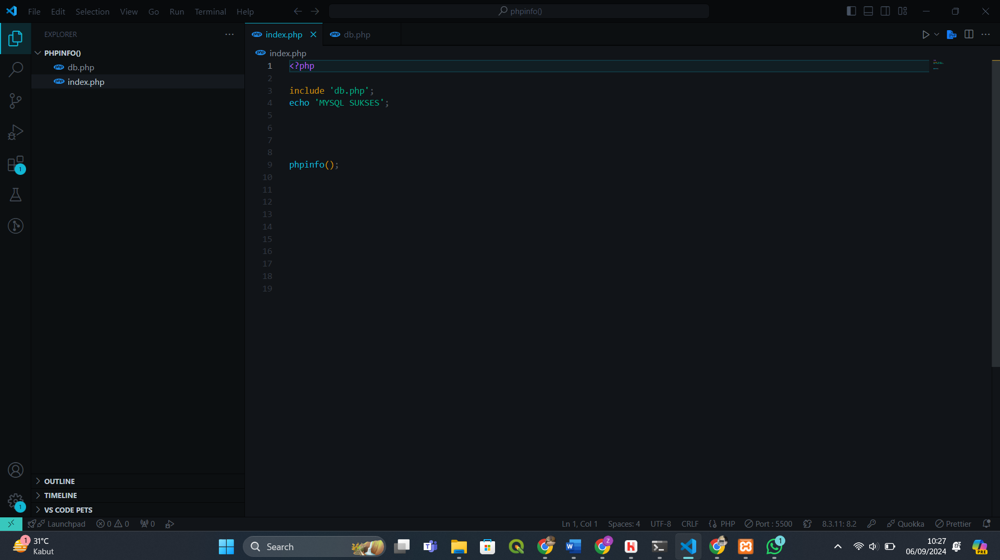 File Edit Selection View Go Run Terminal Help
phpinfo()
EXPLORER
PHPINFO()
db.php
index.php
index.php
db.php
index.php
1 <?php
2
3 include 'db.php';
4 echo 'MYSQL SUKSES';
5
6
7
8
9 phpinfo();
10
11
12
13
14
15
16
17
18
19
1
OUTLINE
TIMELINE
VS CODE PETS
1
Launchpad 0 0 0
Ln 1, Col 1 Spaces: 4 UTF-8 CRLF PHP Port : 5500 8.3.11: 8.2 Quokka Prettier
1
31°C
Kabut
Search
Z
1
10:27
06/09/2024
PRE